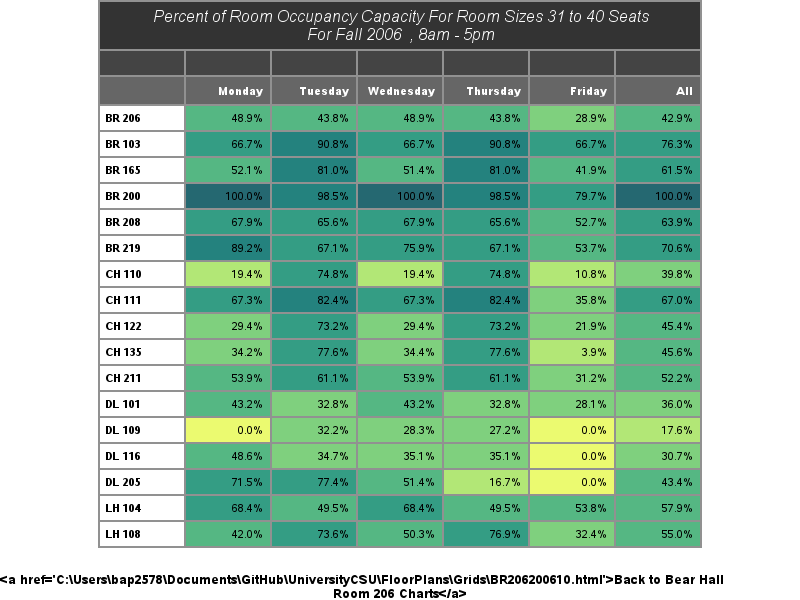 Percent of Room Occupancy Capacity For Room Sizes 31 to 40 Seats
For Fall 2006 , 8am - 5pm
Monday Tuesday Wednesday Thursday Friday All
BR 206 48.9% 43.8% 48.9% 43.8% 28.9% 42.9%
BR 103 66.7% 90.8% 66.7% 90.8% 66.7% 76.3%
BR 165 52.1% 81.0% 51.4% 81.0% 41.9% 61.5%
BR 200 100.0% 98.5% 100.0% 98.5% 79.7% 100.0%
BR 208 67.9% 65.6% 67.9% 65.6% 52.7% 63.9%
BR 219 89.2% 67.1% 75.9% 67.1% 53.7% 70.6%
CH 110 19.4% 74.8% 19.4% 74.8% 10.8% 39.8%
CH 111 67.3% 82.4% 67.3% 82.4% 35.8% 67.0%
CH 122 29.4% 73.2% 29.4% 73.2% 21.9% 45.4%
CH 135 34.2% 77.6% 34.4% 77.6% 3.9% 45.6%
CH 211 53.9% 61.1% 53.9% 61.1% 31.2% 52.2%
DL 101 43.2% 32.8% 43.2% 32.8% 28.1% 36.0%
DL 109 0.0% 32.2% 28.3% 27.2% 0.0% 17.6%
DL 116 48.6% 34.7% 35.1% 35.1% 0.0% 30.7%
DL 205 71.5% 77.4% 51.4% 16.7% 0.0% 43.4%
LH 104 68.4% 49.5% 68.4% 49.5% 53.8% 57.9%
LH 108 42.0% 73.6% 50.3% 76.9% 32.4% 55.0%
<a href='C:\Users\bap2578\Documents\GitHub\UniversityCSU\FloorPlans\Grids\BR206200610.html'>Back to Bear Hall
Room 206 Charts</a>